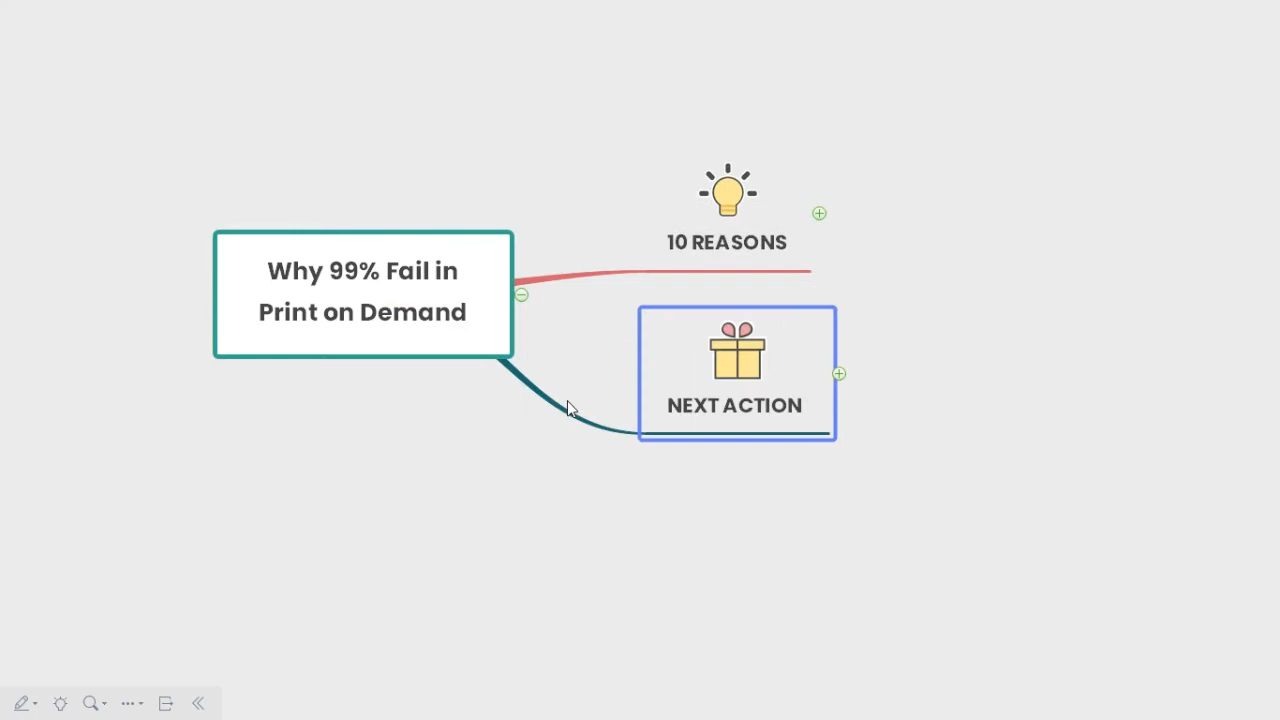 Why 99% Fail in
Print on Demand
10 REASONS
NEXT ACTION